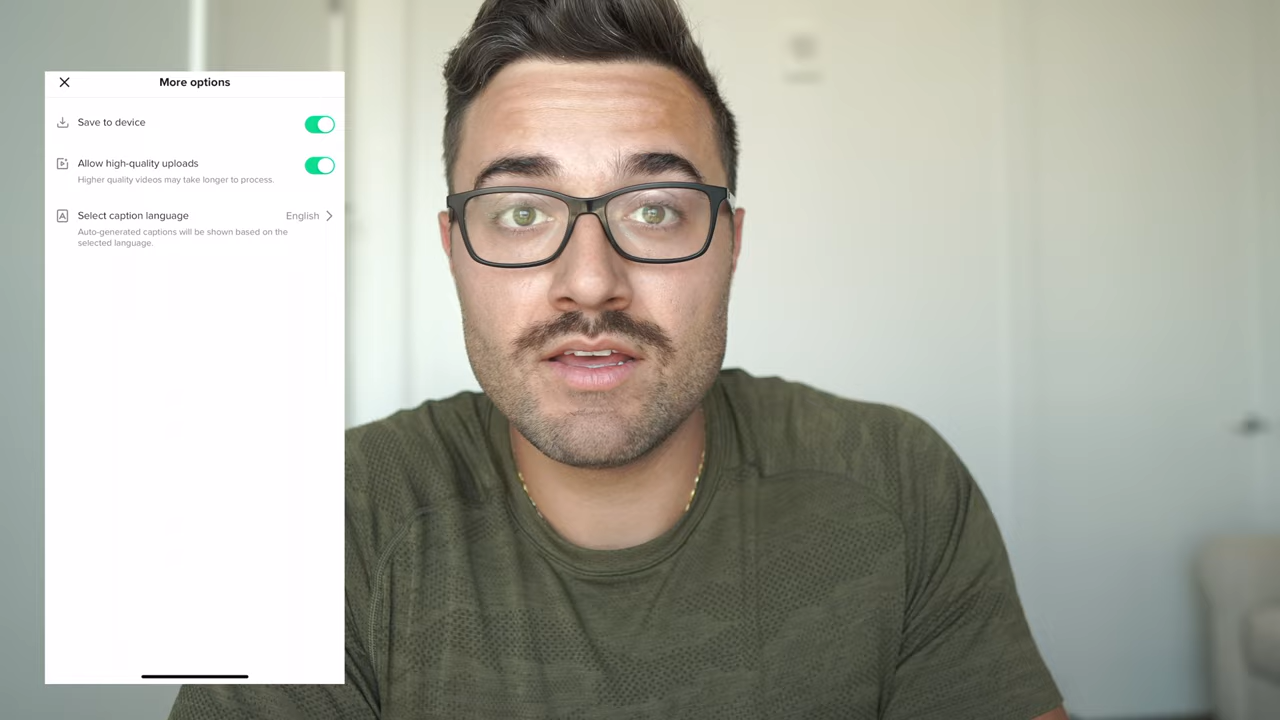 More options
Save to device
Allow high-quality uploads
Higher quality videos may take longer to process.
Select caption language
English
Auto-generated captions will be shown based on the
selected language.